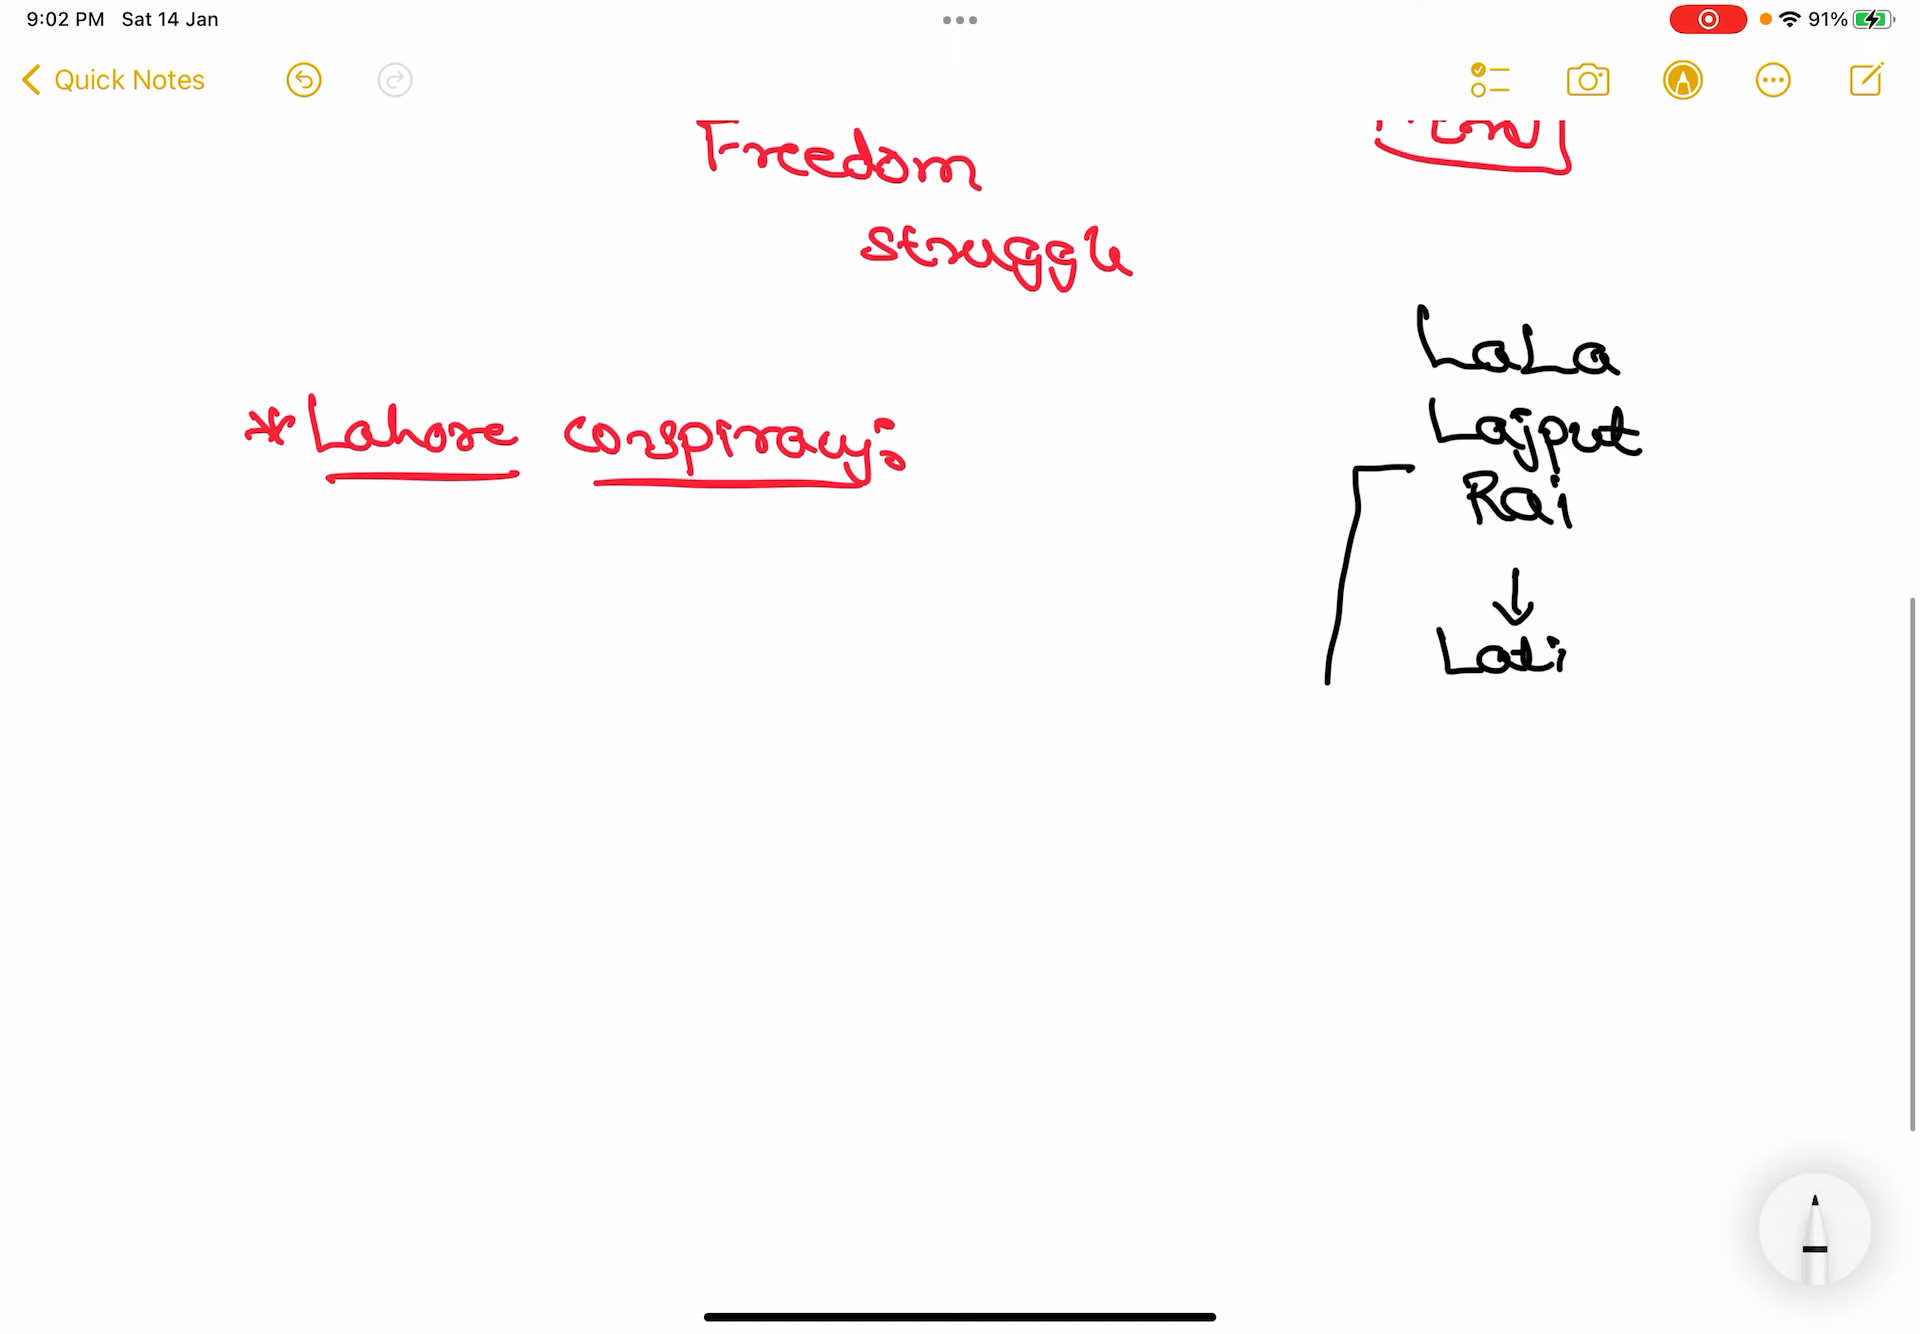 9:02 PM Sat 14 Jan
91%
Quick Notes
Freedom
struggle
LaLa
Lajput
Rai
*Lahore conspiracy:
↓
Lati